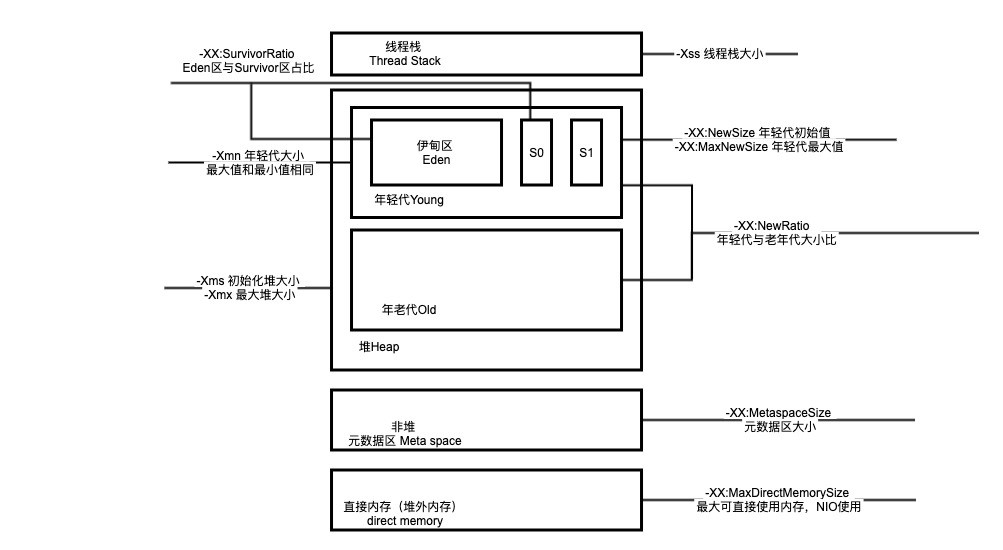 线程栈
Thread Stack
-Xss 线程栈大小
-XX:SurvivorRatio
Eden区与Survivor区占比
伊甸区
Eden
S0
S1
-XX:NewSize 年轻代初始值
-XX:MaxNewSize 年轻代最大值
-Xmn 年轻代大小
最大值和最小值相同
年轻代Young
-XX:NewRatio
年轻代与老年代大小比
-Xms 初始化堆大小
-Xmx 最大堆大小
年老代Old
堆Heap
非堆
元数据区 Meta space
-XX:MetaspaceSize
元数据区大小
直接内存（堆外内存）
direct memory
-XX:MaxDirectMemorySize
最大可直接使用内存，NIO使用